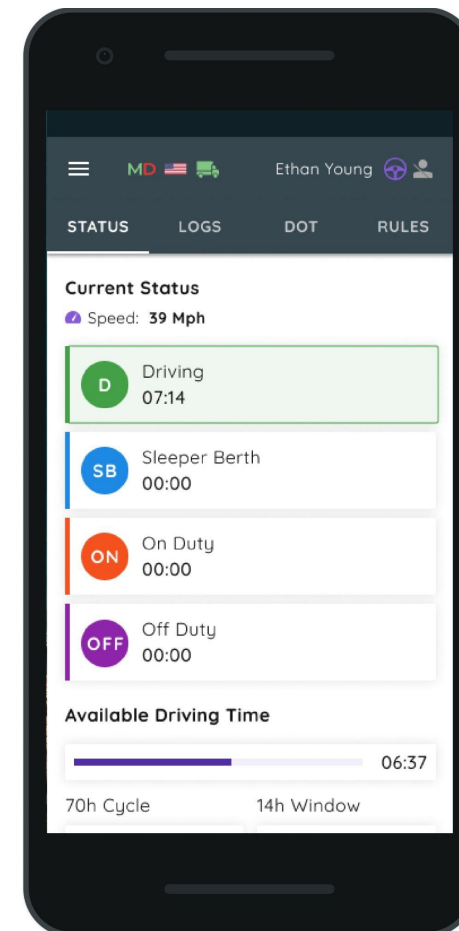 MD Ethan Young
STATUS LOGS DOT RULES
Current Status
Speed: 39 Mph
D Driving
07:14
SB Sleeper Berth
00:00
ON On Duty
00:00
OFF Off Duty
00:00
Available Driving Time
06:37
70h Cycle 14h Window